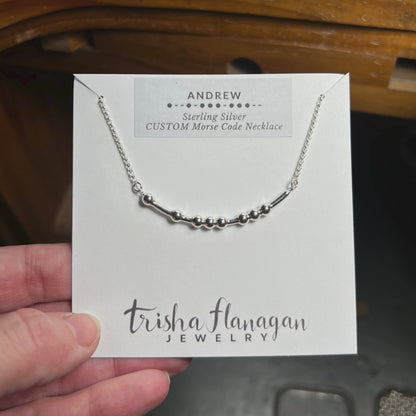 ANDREW
Sterling Silver
CUSTOM Morse Code Necklace
trisha flanagan
JEWELRY